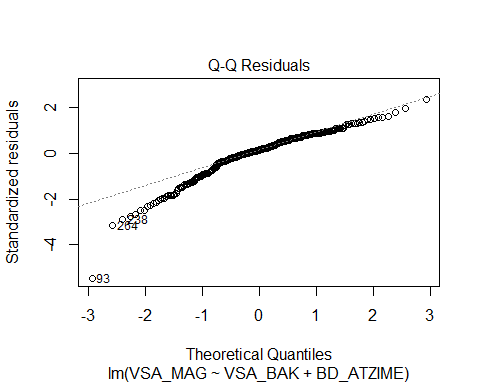 Q-Q Residuals
Standardized residuals
2
0
-2
-4
238
264
93
-3 -2 -1 0 1 2 3
Theoretical Quantiles
lm(VSA_MAG ~ VSA_BAK + BD_ATZIME)